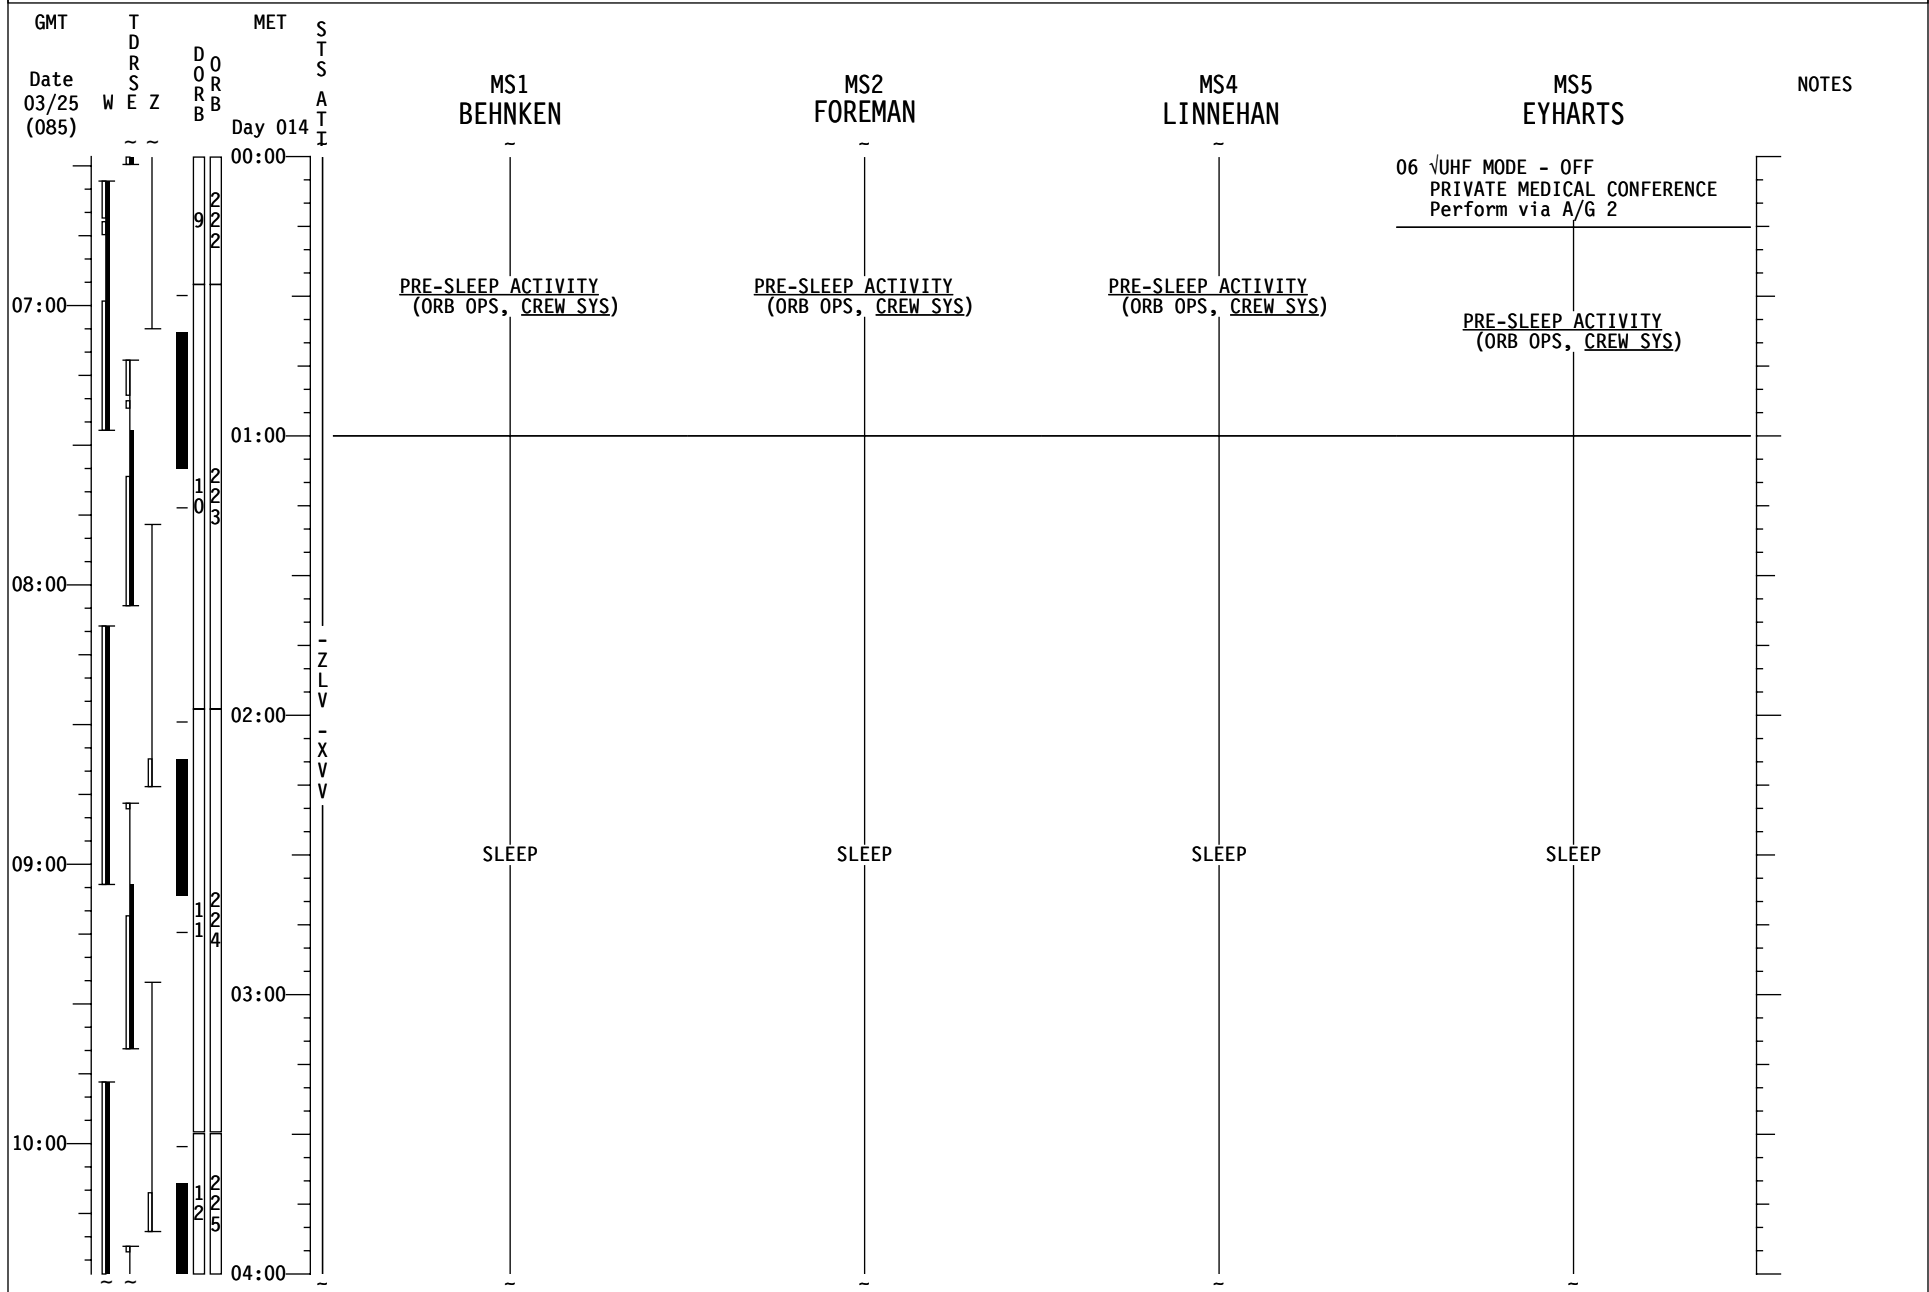 GMT
TDRS
MET
STS ATT
DORB
ORB
Date
03/25
(085)
W E Z
Day 014
MS1
BEHNKEN
MS2
FOREMAN
MS4
LINNEHAN
MS5
EYHARTS
NOTES
~ ~ ~ ~ ~
00:00
06 √UHF MODE - OFF
PRIVATE MEDICAL CONFERENCE
Perform via A/G 2
9
222
PRE-SLEEP ACTIVITY
(ORB OPS, CREW SYS)
PRE-SLEEP ACTIVITY
(ORB OPS, CREW SYS)
PRE-SLEEP ACTIVITY
(ORB OPS, CREW SYS)
PRE-SLEEP ACTIVITY
(ORB OPS, CREW SYS)
07:00
01:00
10
223
08:00
-ZLV -XVV
02:00
09:00
SLEEP
SLEEP
SLEEP
SLEEP
11
224
03:00
10:00
12
225
04:00
~ ~ ~ ~ ~ ~ ~